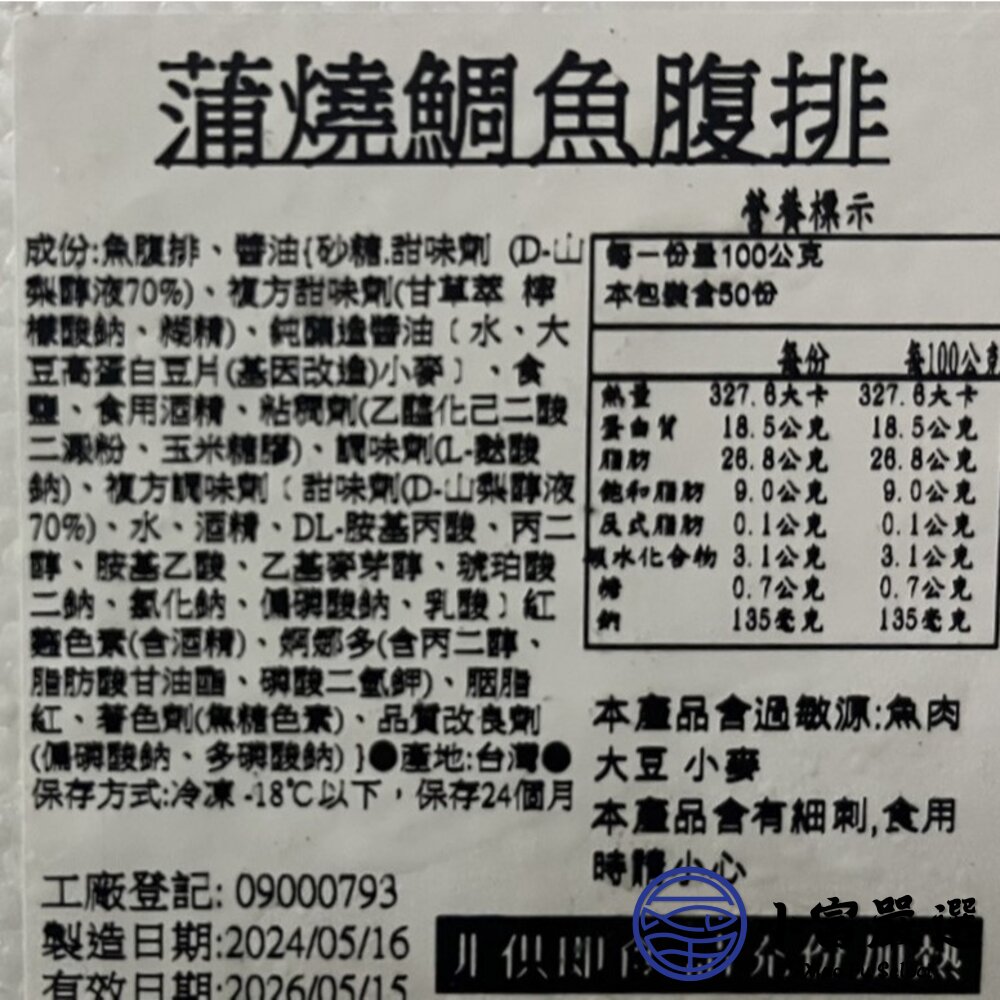 蒲燒鯛魚腹排
營養標示
成份:魚腹排、醬油{砂糖.甜味劑 (D-山
梨醇液70%)、複方甜味劑(甘草萃 檸
檬酸鈉、糊精)、純釀造醬油﹝水、大
豆高蛋白豆片(基因改造)小麥﹞、食
鹽、食用酒精、粘稠劑(乙醯化己二酸
二澱粉、玉米糖膠)、調味劑(L-麩酸
鈉)、複方調味劑﹝甜味劑(D-山梨醇液
70%)、水、酒精、DL-胺基丙酸、丙二
醇、胺基乙酸、乙基麥芽醇、琥珀酸
二鈉、氯化鈉、偏磷酸鈉、乳酸﹞紅
麴色素(含酒精)、婀娜多(含丙二醇、
脂肪酸甘油酯、磷酸二氫鉀)、胭脂
紅、著色劑(焦糖色素)、品質改良劑
(偏磷酸鈉、多磷酸鈉) }●產地:台灣●
保存方式:冷凍 -18℃以下,保存24個月
每一份量100公克
本包裝含50份
每份 每100公克
熱量 327.6大卡 327.6大卡
蛋白質 18.5公克 18.5公克
脂肪 26.8公克 26.8公克
飽和脂肪 9.0公克 9.0公克
反式脂肪 0.1公克 0.1公克
碳水化合物 3.1公克 3.1公克
糖 0.7公克 0.7公克
鈉 135毫克 135毫克
本產品含過敏源:魚肉
大豆 小麥
本產品含有細刺,食用
時請小心
工廠登記: 09000793
製造日期:2024/05/16
有效日期:2026/05/15
非供即食 請充分加熱